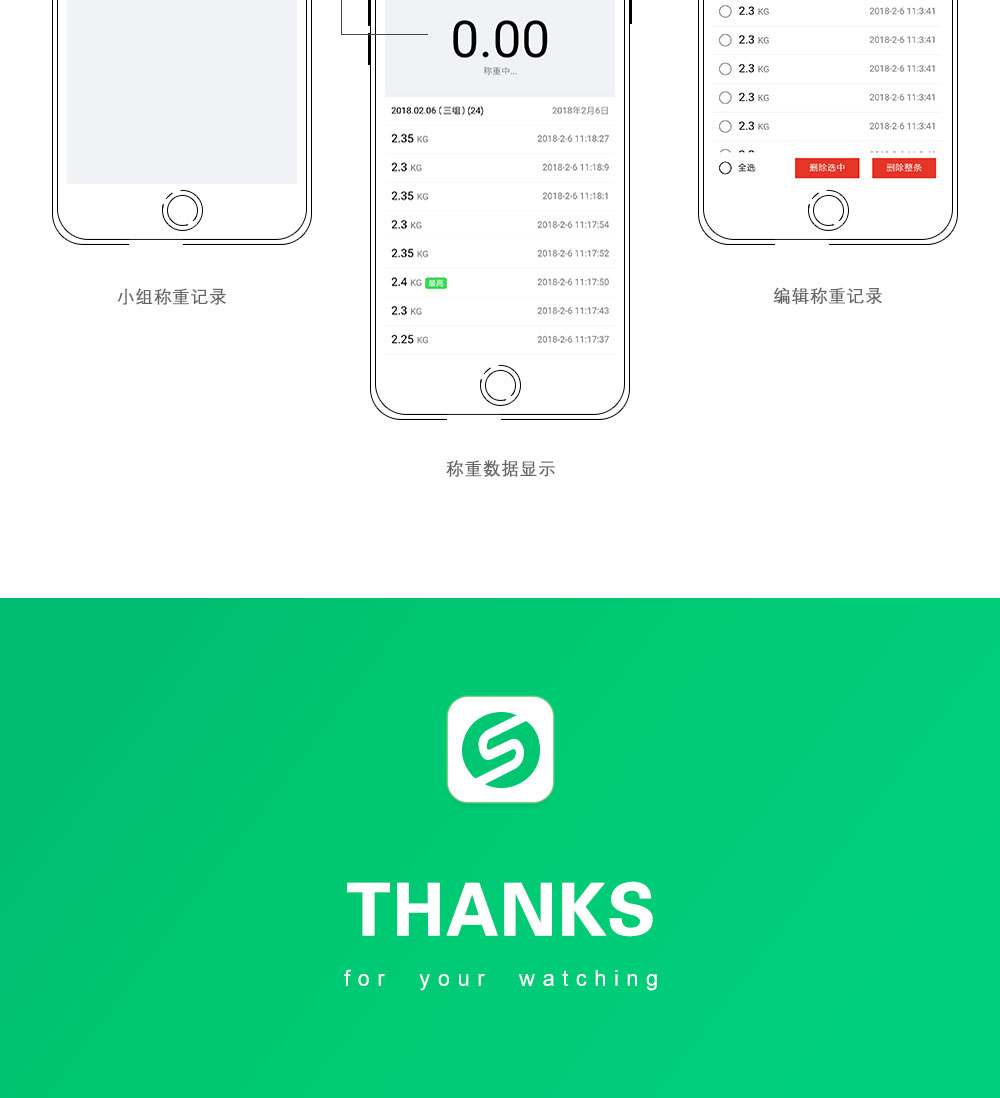 0.00
称重中...
2018.02.06 (三组) (24) 2018年2月6日
2.35 KG 2018-2-6 11:18:27
2.3 KG 2018-2-6 11:18:9
2.35 KG 2018-2-6 11:18:1
2.3 KG 2018-2-6 11:17:54
2.35 KG 2018-2-6 11:17:52
2.4 KG 最高 2018-2-6 11:17:50
2.3 KG 2018-2-6 11:17:43
2.25 KG 2018-2-6 11:17:37
2.3 KG 2018-2-6 11:3:41
2.3 KG 2018-2-6 11:3:41
2.3 KG 2018-2-6 11:3:41
2.3 KG 2018-2-6 11:3:41
2.3 KG 2018-2-6 11:3:41
全选 删除选中 删除整条
小组称重记录
编辑称重记录
称重数据显示
THANKS
for your watching